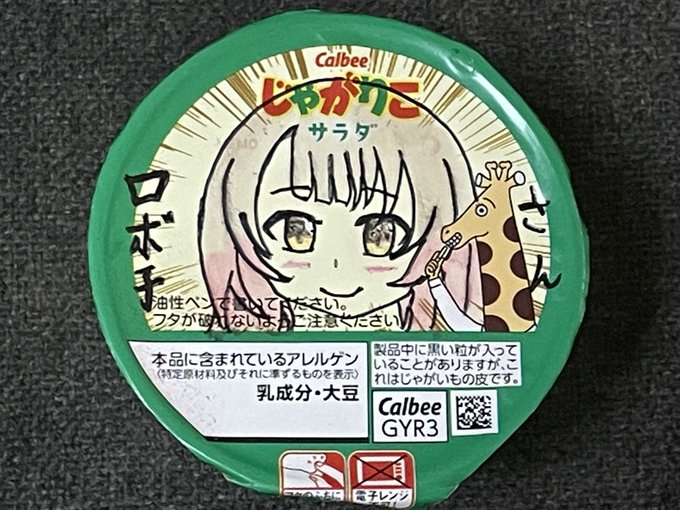 Calbee
じゃがりこ
サラダ
ロボ子
さん
油性ペンで書いてください。
フタが破れないようご注意ください。
本品に含まれているアレルゲン
(特定原材料及びそれに準ずるものを表示)
乳成分・大豆
製品中に黒い粒が入って
いることがありますが、こ
れはじゃがいもの皮です。
Calbee
GYR3
電子レンジ